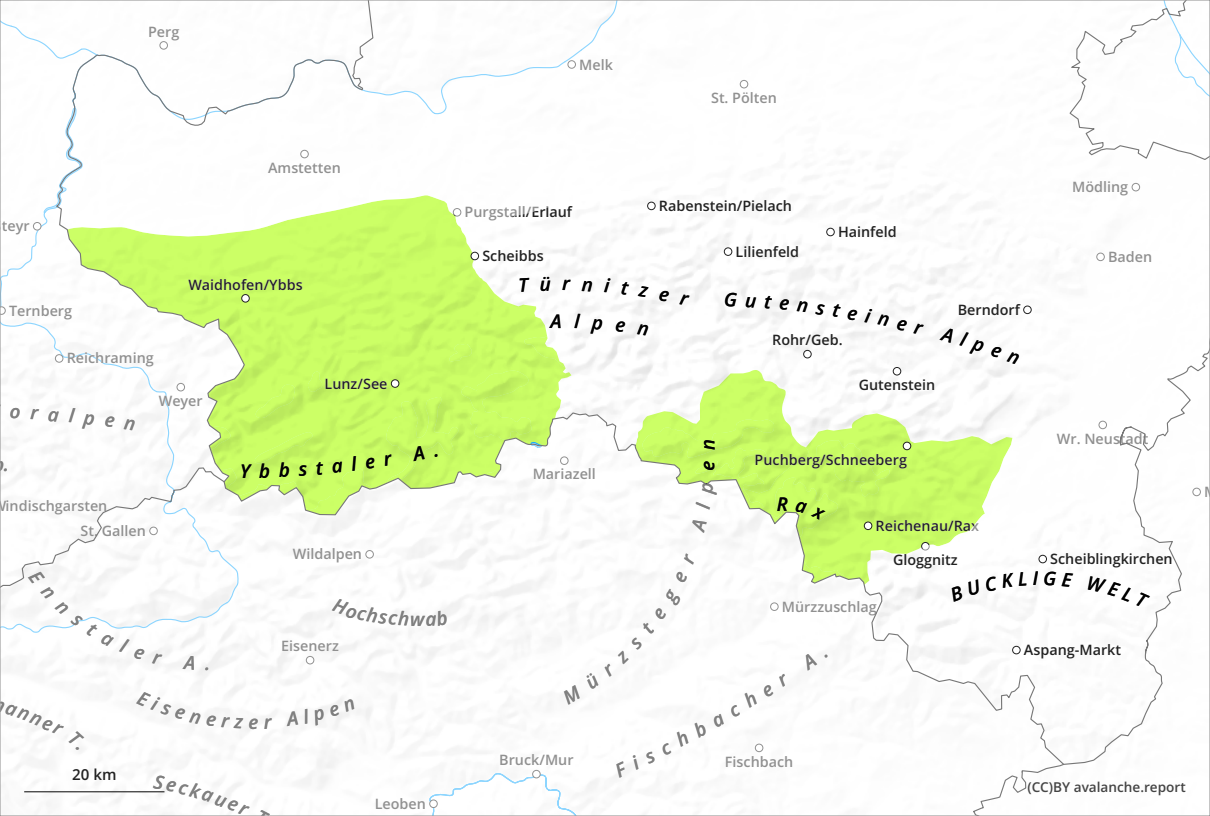 Perg
Melk
St. Pölten
Amstetten
Mödling
Purgstall/E
.../Erlauf
Rabenstein/Pielach
teyr
Hainfeld
Scheibbs
Lilienfeld
Baden
Waidhofen/Ybbs
Türnitzer
Alpen
Gutensteiner Alpen
Ternberg
Berndorf
Rohr/Geb.
Reichraming
Lunz/See
Gutenstein
Weyer
oralpen
Wr. Neustadt
Ybbstaler A.
Puchberg/Schneeberg
Mariazell
Windischgarsten
Rax
St. Gallen
Reichenau/Rax
Wildalpen
Gloggnitz
Scheiblingkirchen
BUCKLIGE WELT
Ennstaler A.
Hochschwab
Mürzsteger Alpen
Mürzzuschlag
Eisenerz
Aspang-Markt
Fischbacher A.
Eisenerzer Alpen
anner T.
Bruck/Mur
Fischbach
20 km
Seckauer T
Leoben
(CC)BY avalanche.report